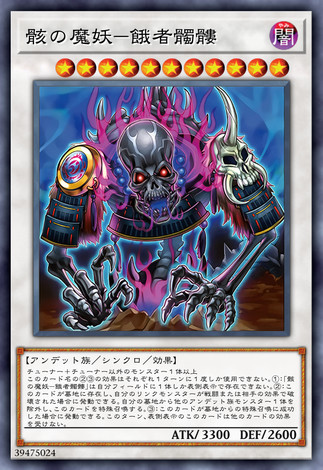 骸の魔妖−餓者髑髏
やみ
闇
【アンデット族／シンクロ／効果】
チューナー＋チューナー以外のモンスター１体以上
このカード名の②③の効果はそれぞれ１ターンに１度しか使用できない。①：「骸
の魔妖−餓者髑髏」は自分フィールドに１体しか表側表示で存在できない。②：こ
のカードが墓地に存在し、自分のリンクモンスターが戦闘または相手の効果で破
壊された場合に発動できる。自分の墓地から他のアンデット族モンスター１体を
除外し、このカードを特殊召喚する。③：このカードが墓地からの特殊召喚に成功
した場合に発動できる。このターン、表側表示のこのカードは他のカードの効果
を受けない。
ATK/ 3300 DEF/2600
39475024